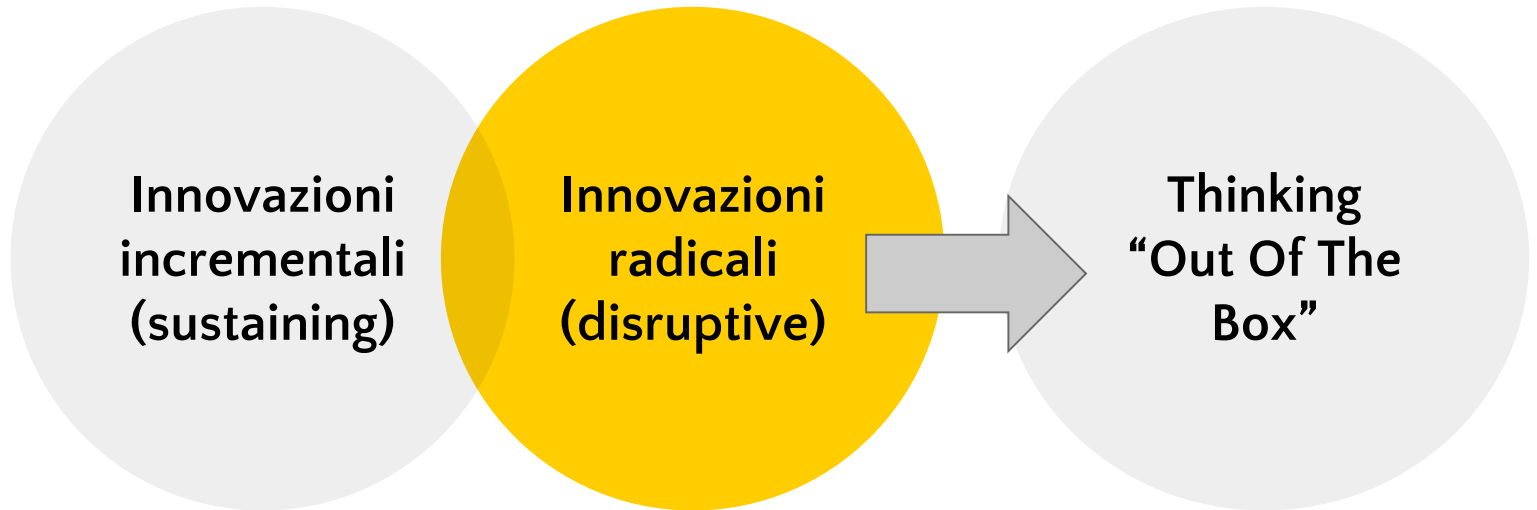 Innovazioni
incrementali
(sustaining)
Innovazioni
radicali
(disruptive)
Thinking
“Out Of The
Box”